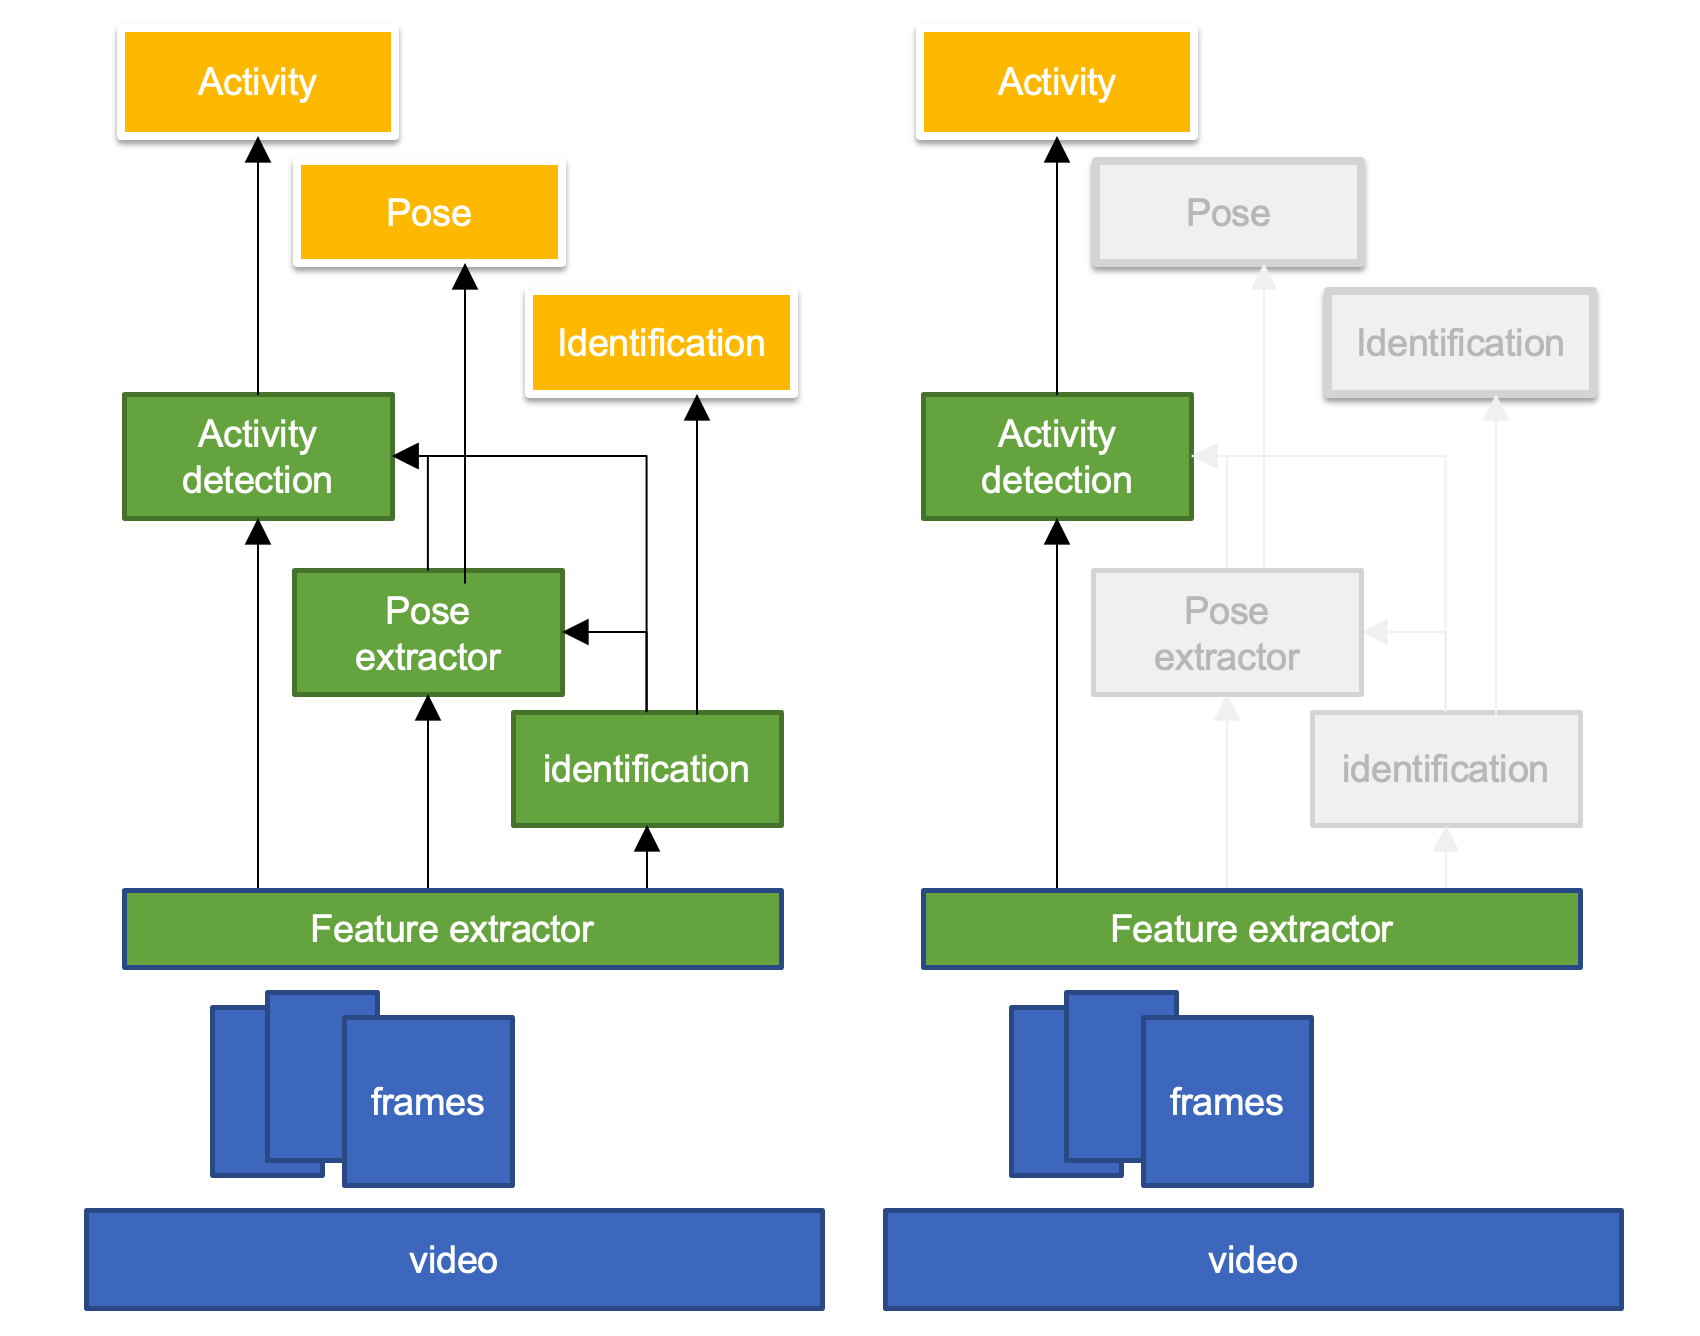 Activity
Pose
Identification
Activity
detection
Pose
extractor
identification
Feature extractor
frames
video
Activity
Pose
Identification
Activity
detection
Pose
extractor
identification
Feature extractor
frames
video